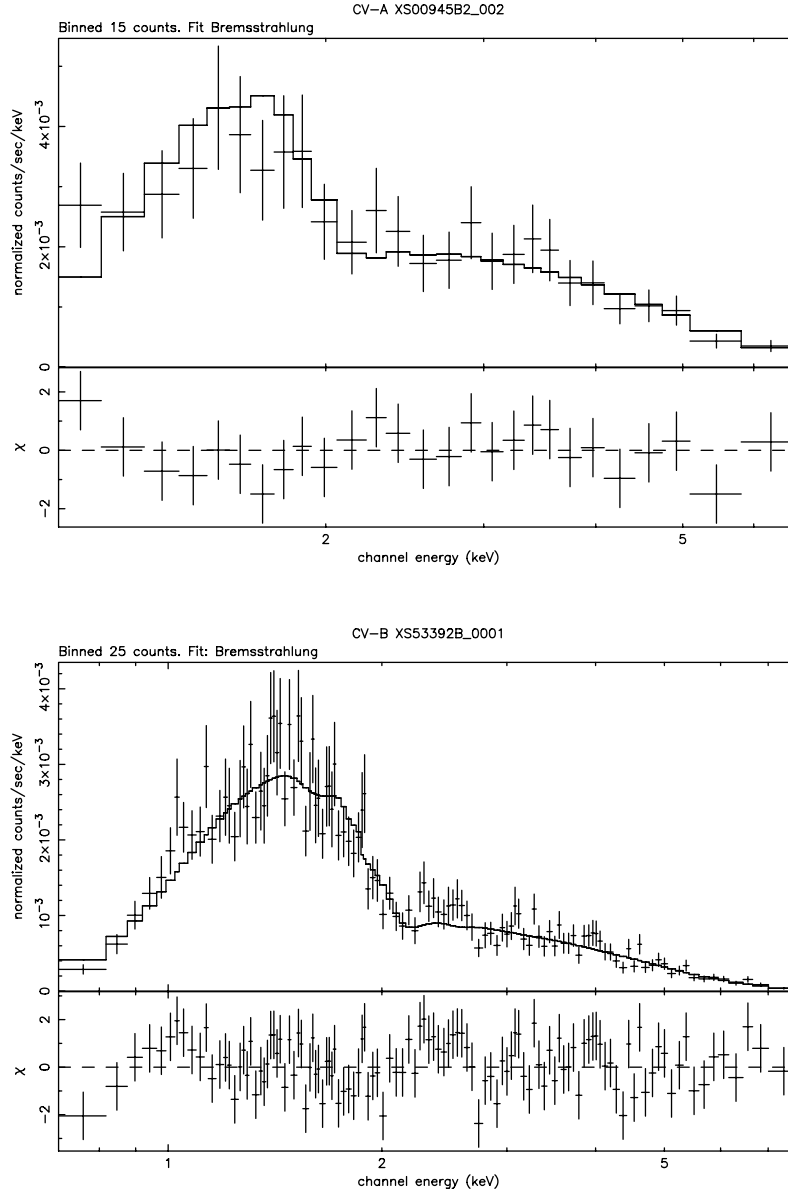 CV-A XS00945B2_002
Binned 15 counts. Fit Bremsstrahlung
normalized counts/sec/keV
4×10⁻³
2×10⁻³
0
χ
2
0
-2
2
5
channel energy (keV)
CV-B XS53392B_0001
Binned 25 counts. Fit: Bremsstrahlung
normalized counts/sec/keV
4×10⁻³
3×10⁻³
2×10⁻³
10⁻³
0
χ
2
0
-2
1
2
5
channel energy (keV)